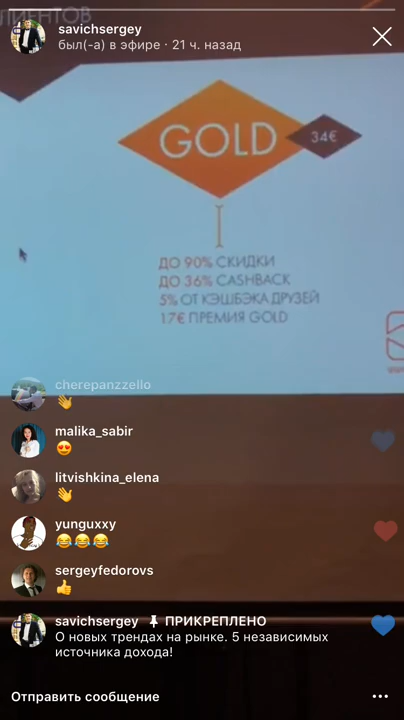 ЛИЕНТОВ
savichsergey
был(-а) в эфире · 21 ч. назад
GOLD
34€
ДО 90% СКИДКИ
ДО 36% CASHBACK
5% ОТ КЭШБЭКА ДРУЗЕЙ
17€ ПРЕМИЯ GOLD
cherepanzzello
👋
malika_sabir
😍
litvishkina_elena
👋
yunguxxy
😂😂😂
sergeyfedorovs
👍
savichsergey ПРИКРЕПЛЕНО
О новых трендах на рынке. 5 независимых
источника дохода!
Отправить сообщение